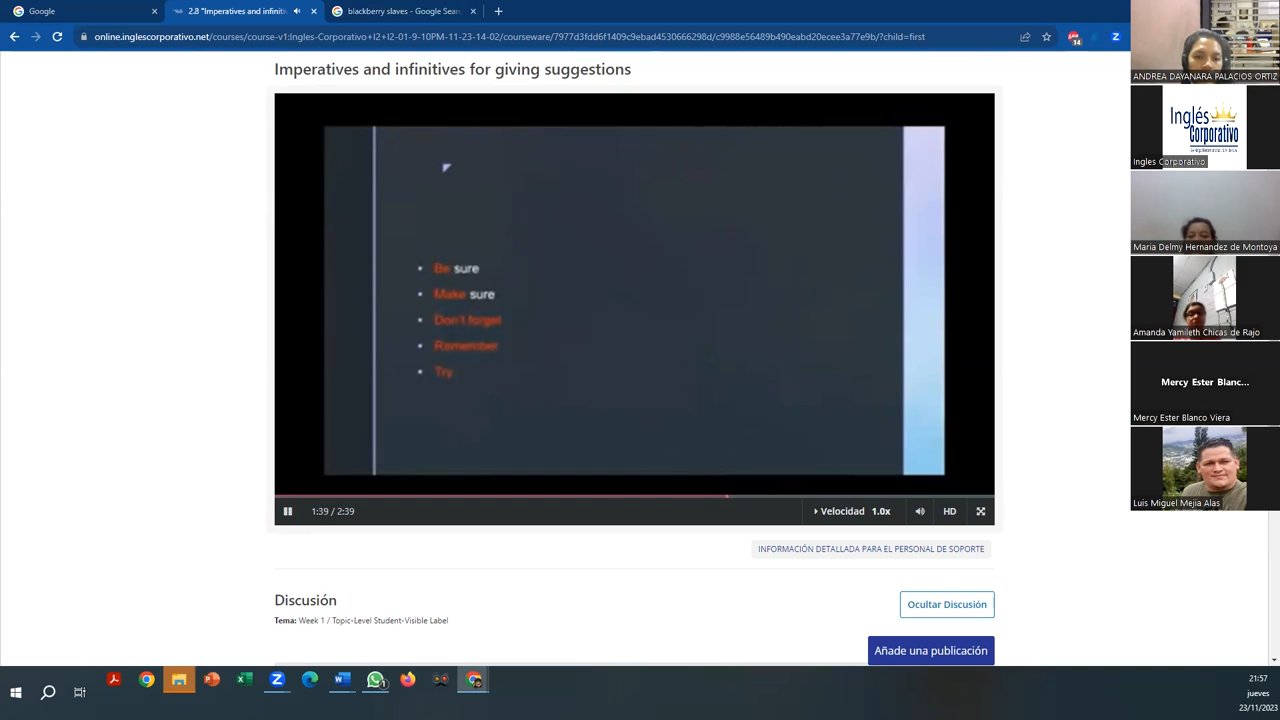 Google
2.8 "Imperatives and infiniti
blackberry slaves - Google Sear
online.inglescorporativo.net/courses/course-v1:Ingles-Corporativo+I2+I2-01-9-10PM-11-23-14-02/courseware/7977d3fdd6f1409c9ebad4530666298d/c9988e56489b490eabd20ecee3a77e9b/?child=first
14
Imperatives and infinitives for giving suggestions
• Be sure
• Make sure
• Don't forget
• Remember
• Try
1:39 / 2:39
Velocidad 1.0x
HD
INFORMACIÓN DETALLADA PARA EL PERSONAL DE SOPORTE
Discusión
Ocultar Discusión
Tema: Week 1 / Topic-Level Student-Visible Label
Añade una publicación
ANDREA DAYANARA PALACIOS ORTIZ
Inglés
Corporativo
Ingles Corporativo
Maria Delmy Hernandez de Montoya
Amanda Yamileth Chicas de Rajo
Mercy Ester Blanc...
Mercy Ester Blanco Viera
Luis Miguel Mejia Alas
21:57
jueves
23/11/2023